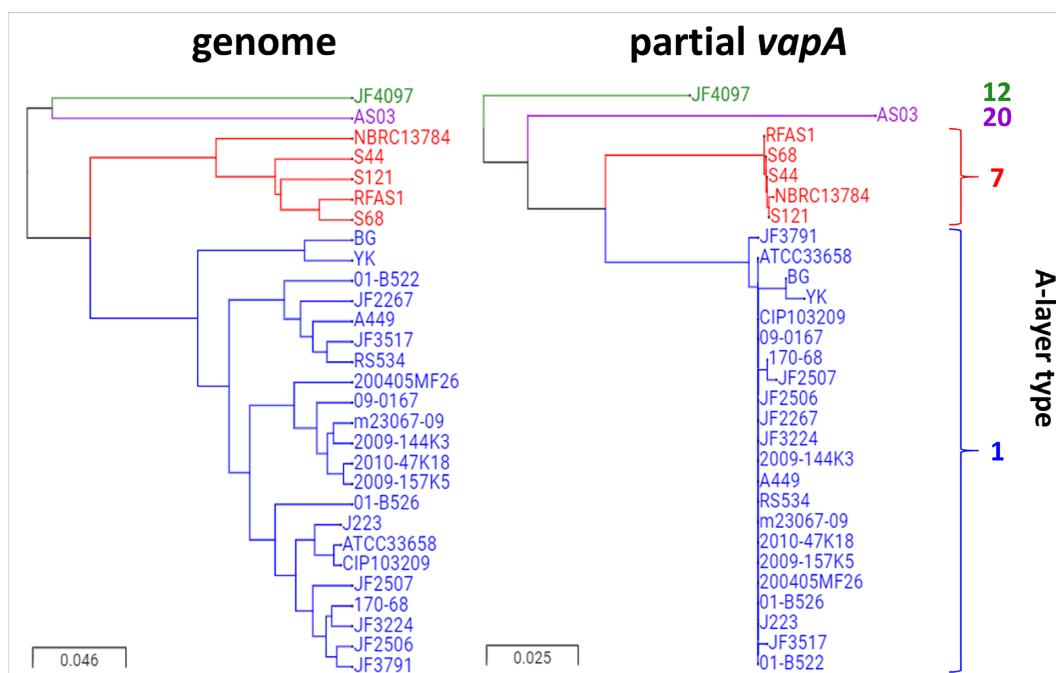 genome
JF4097
AS03
NBRC13784
S44
S121
RFAS1
S68
BG
YK
01-B522
JF2267
A449
JF3517
RS534
200405MF26
09-0167
m23067-09
2009-144K3
2010-47K18
2009-157K5
01-B526
J223
ATCC33658
CIP103209
JF2507
170-68
JF3224
JF2506
JF3791
0.046
partial vapA
JF4097
AS03
RFAS1
S68
S44
NBRC13784
S121
JF3791
ATCC33658
BG
YK
CIP103209
09-0167
170-68
JF2507
JF2506
JF2267
JF3224
2009-144K3
A449
RS534
m23067-09
2010-47K18
2009-157K5
200405MF26
01-B526
J223
JF3517
01-B522
0.025
12
20
7
1
A-layer type